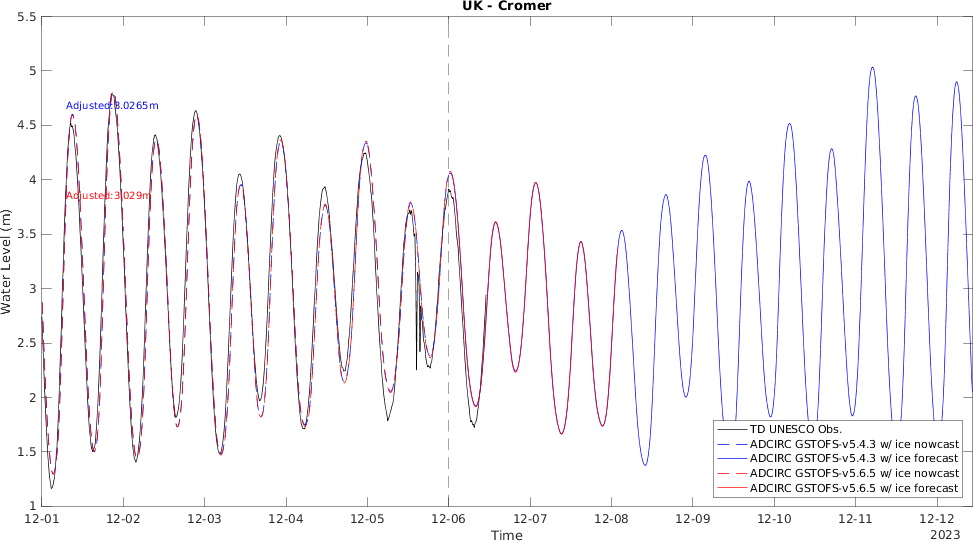 UK - Cromer
5.5
5
4.5
4
3.5
3
2.5
2
1.5
1
Water Level (m)
Adjusted:3.0265m
Adjusted:3.029m
TD UNESCO Obs.
ADCIRC GSTOFS-v5.4.3 w/ ice nowcast
ADCIRC GSTOFS-v5.4.3 w/ ice forecast
ADCIRC GSTOFS-v5.6.5 w/ ice nowcast
ADCIRC GSTOFS-v5.6.5 w/ ice forecast
12-01 12-02 12-03 12-04 12-05 12-06 12-07 12-08 12-09 12-10 12-11 12-12
Time
2023